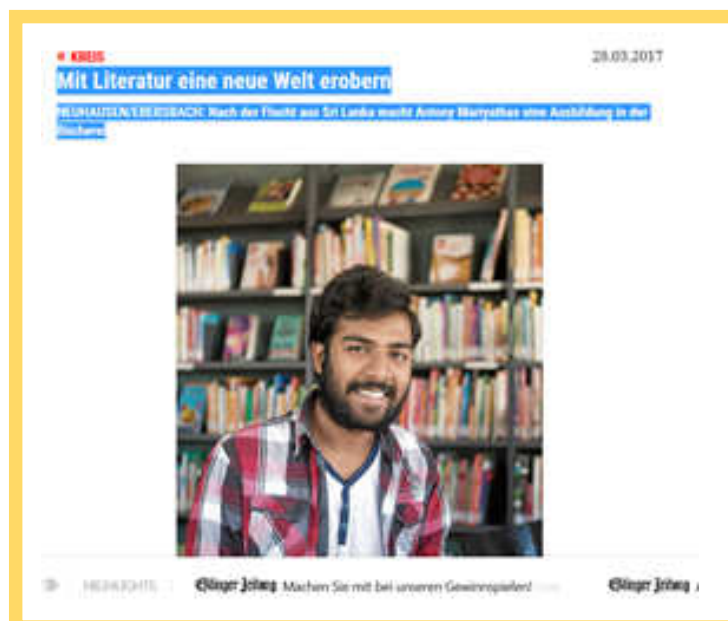 « KREIS
28.03.2017
Mit Literatur eine neue Welt erobern
NEUHAUSEN/EBERSBACH: Nach der Flucht aus Sri Lanka macht Antony Mariyathas eine Ausbildung in der
Bücherei
HIGHLIGHTS Eßlinger Zeitung Machen Sie mit bei unseren Gewinnspielen! Eßlinger Zeitung